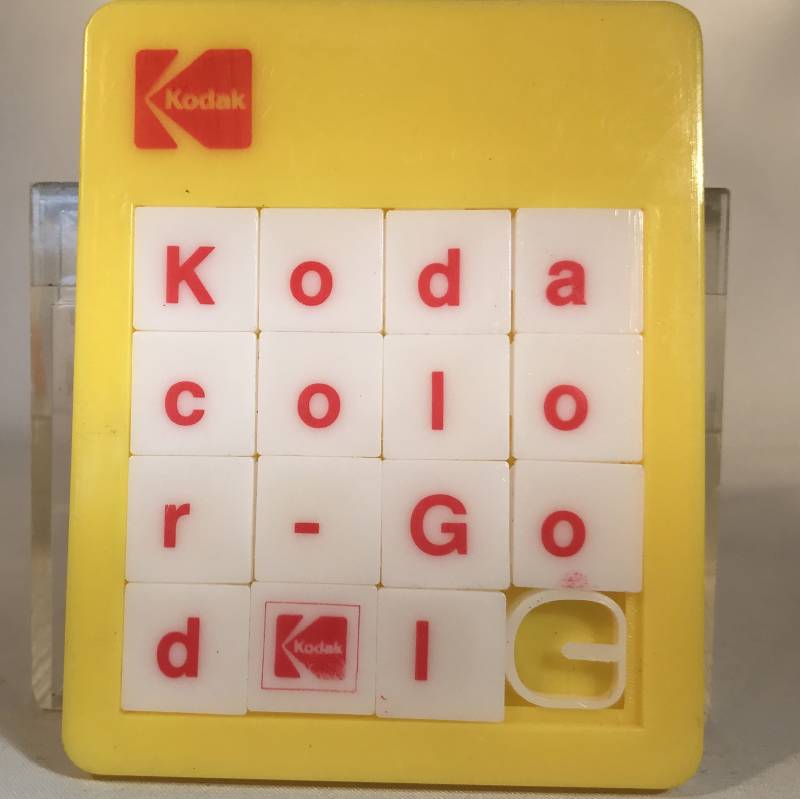 Kodak
K o d a
c o l o
r - G o
d Kodak l